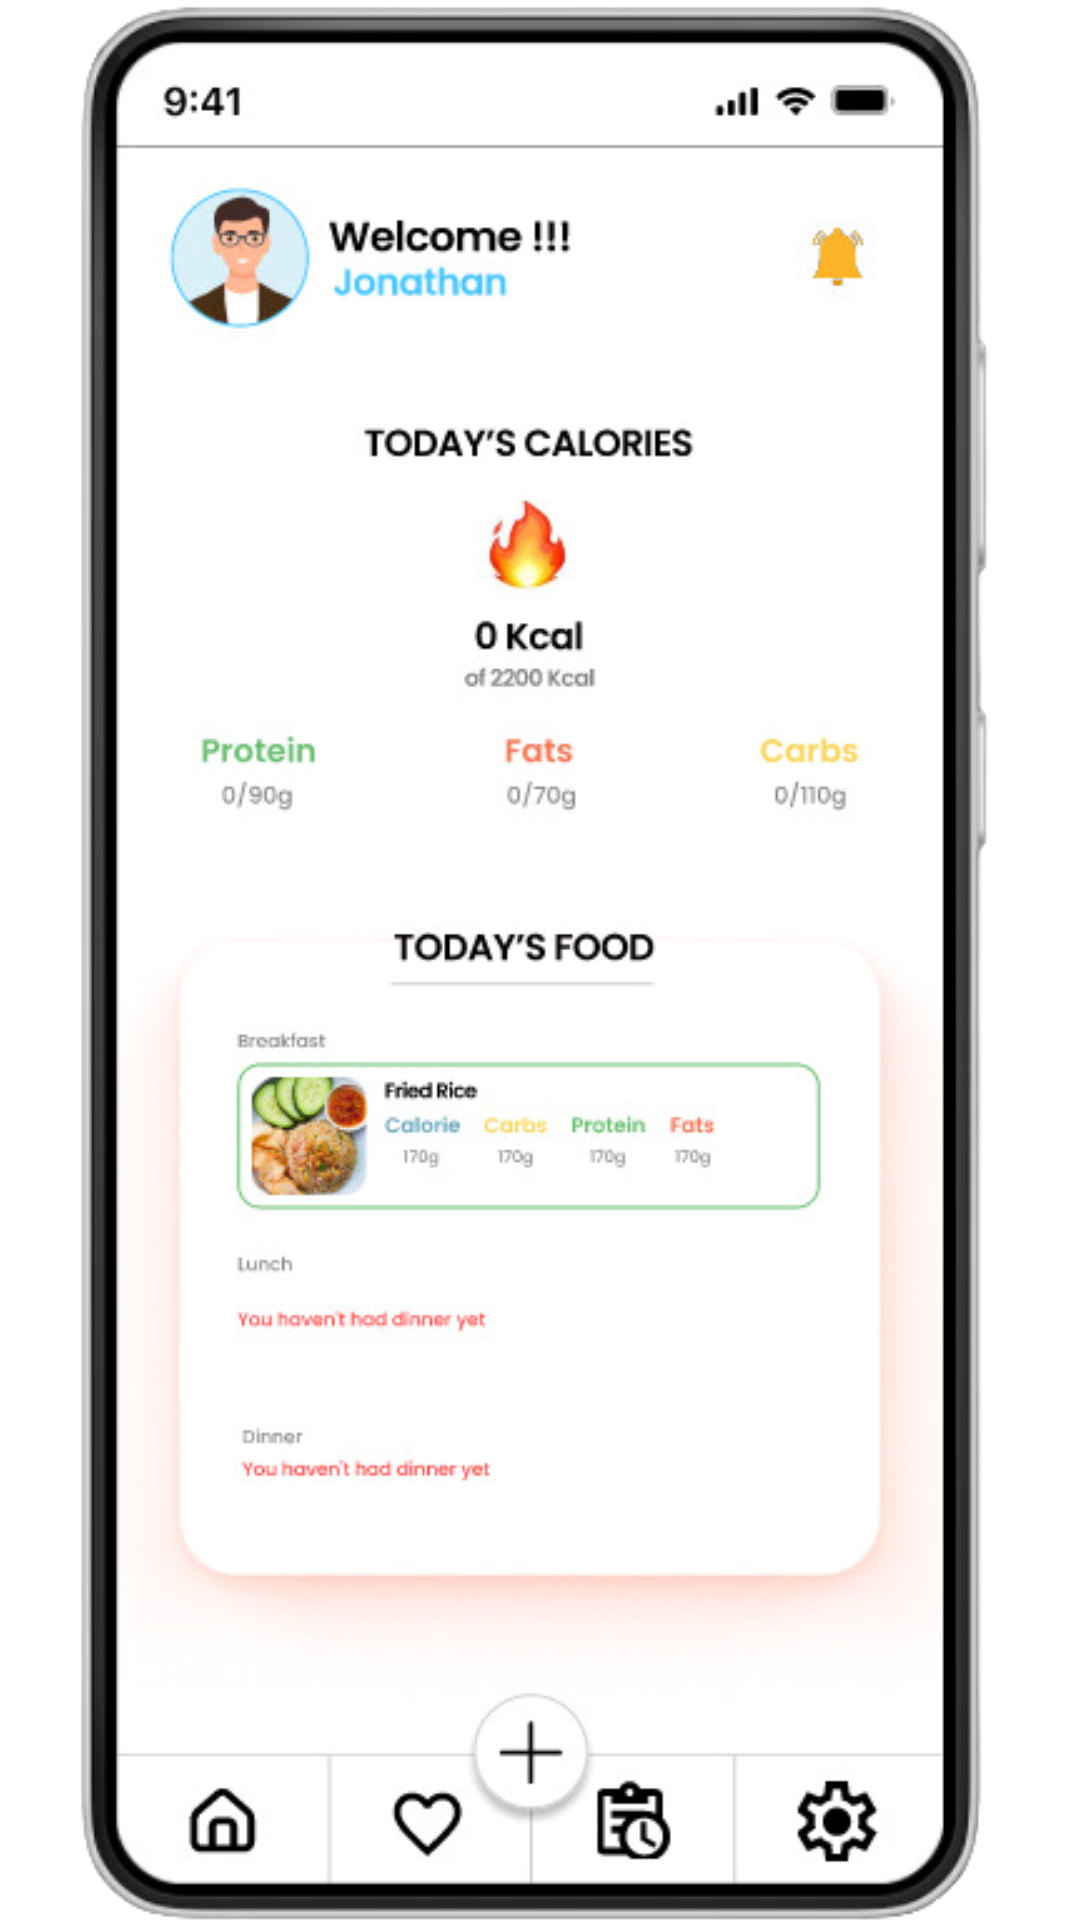 9:41
Welcome !!!
Jonathan
TODAY’S CALORIES
0 Kcal
of 2200 Kcal
Protein Fats Carbs
0/90g 0/70g 0/110g
TODAY’S FOOD
Breakfast
Fried Rice
Calorie Carbs Protein Fats
170g 170g 170g 170g
Lunch
You haven't had dinner yet
Dinner
You haven't had dinner yet